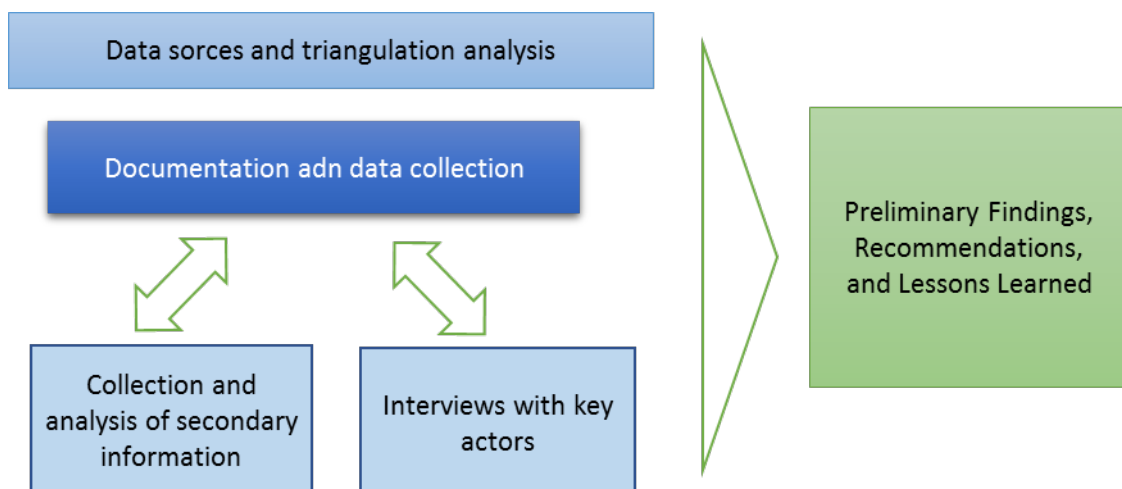 Data sorces and triangulation analysis
Documentation adn data collection
Collection and
analysis of secondary
information
Interviews with key
actors
Preliminary Findings,
Recommendations,
and Lessons Learned